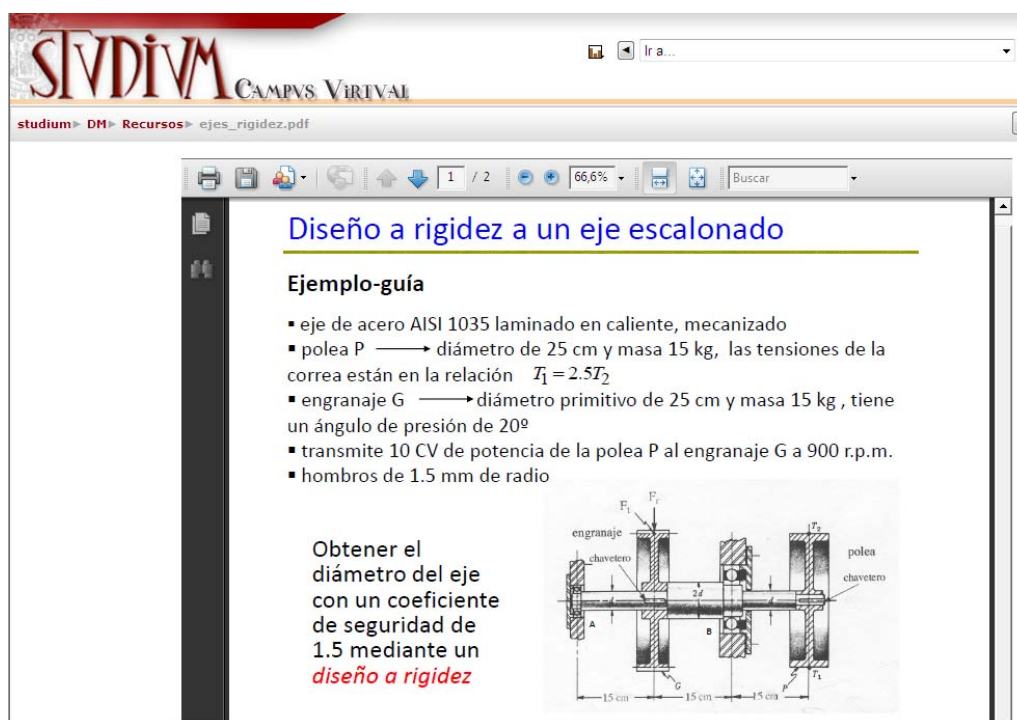 STVDIVM CAMPVS VIRTVAL
Ir a...
studium ▶ DM ▶ Recursos ▶ ejes_rigidez.pdf
1 / 2 66,6% Buscar
Diseño a rigidez a un eje escalonado
Ejemplo-guía
▪ eje de acero AISI 1035 laminado en caliente, mecanizado
▪ polea P ⟶ diámetro de 25 cm y masa 15 kg, las tensiones de la
correa están en la relación T₁ = 2.5T₂
▪ engranaje G ⟶ diámetro primitivo de 25 cm y masa 15 kg , tiene
un ángulo de presión de 20º
▪ transmite 10 CV de potencia de la polea P al engranaje G a 900 r.p.m.
▪ hombros de 1.5 mm de radio
Obtener el
diámetro del eje
con un coeficiente
de seguridad de
1.5 mediante un
diseño a rigidez
Fr
Ft
T₂
engranaje
polea
chavetero
chavetero
d
2d
d
A
B
G
P
T₁
15 cm
15 cm
15 cm